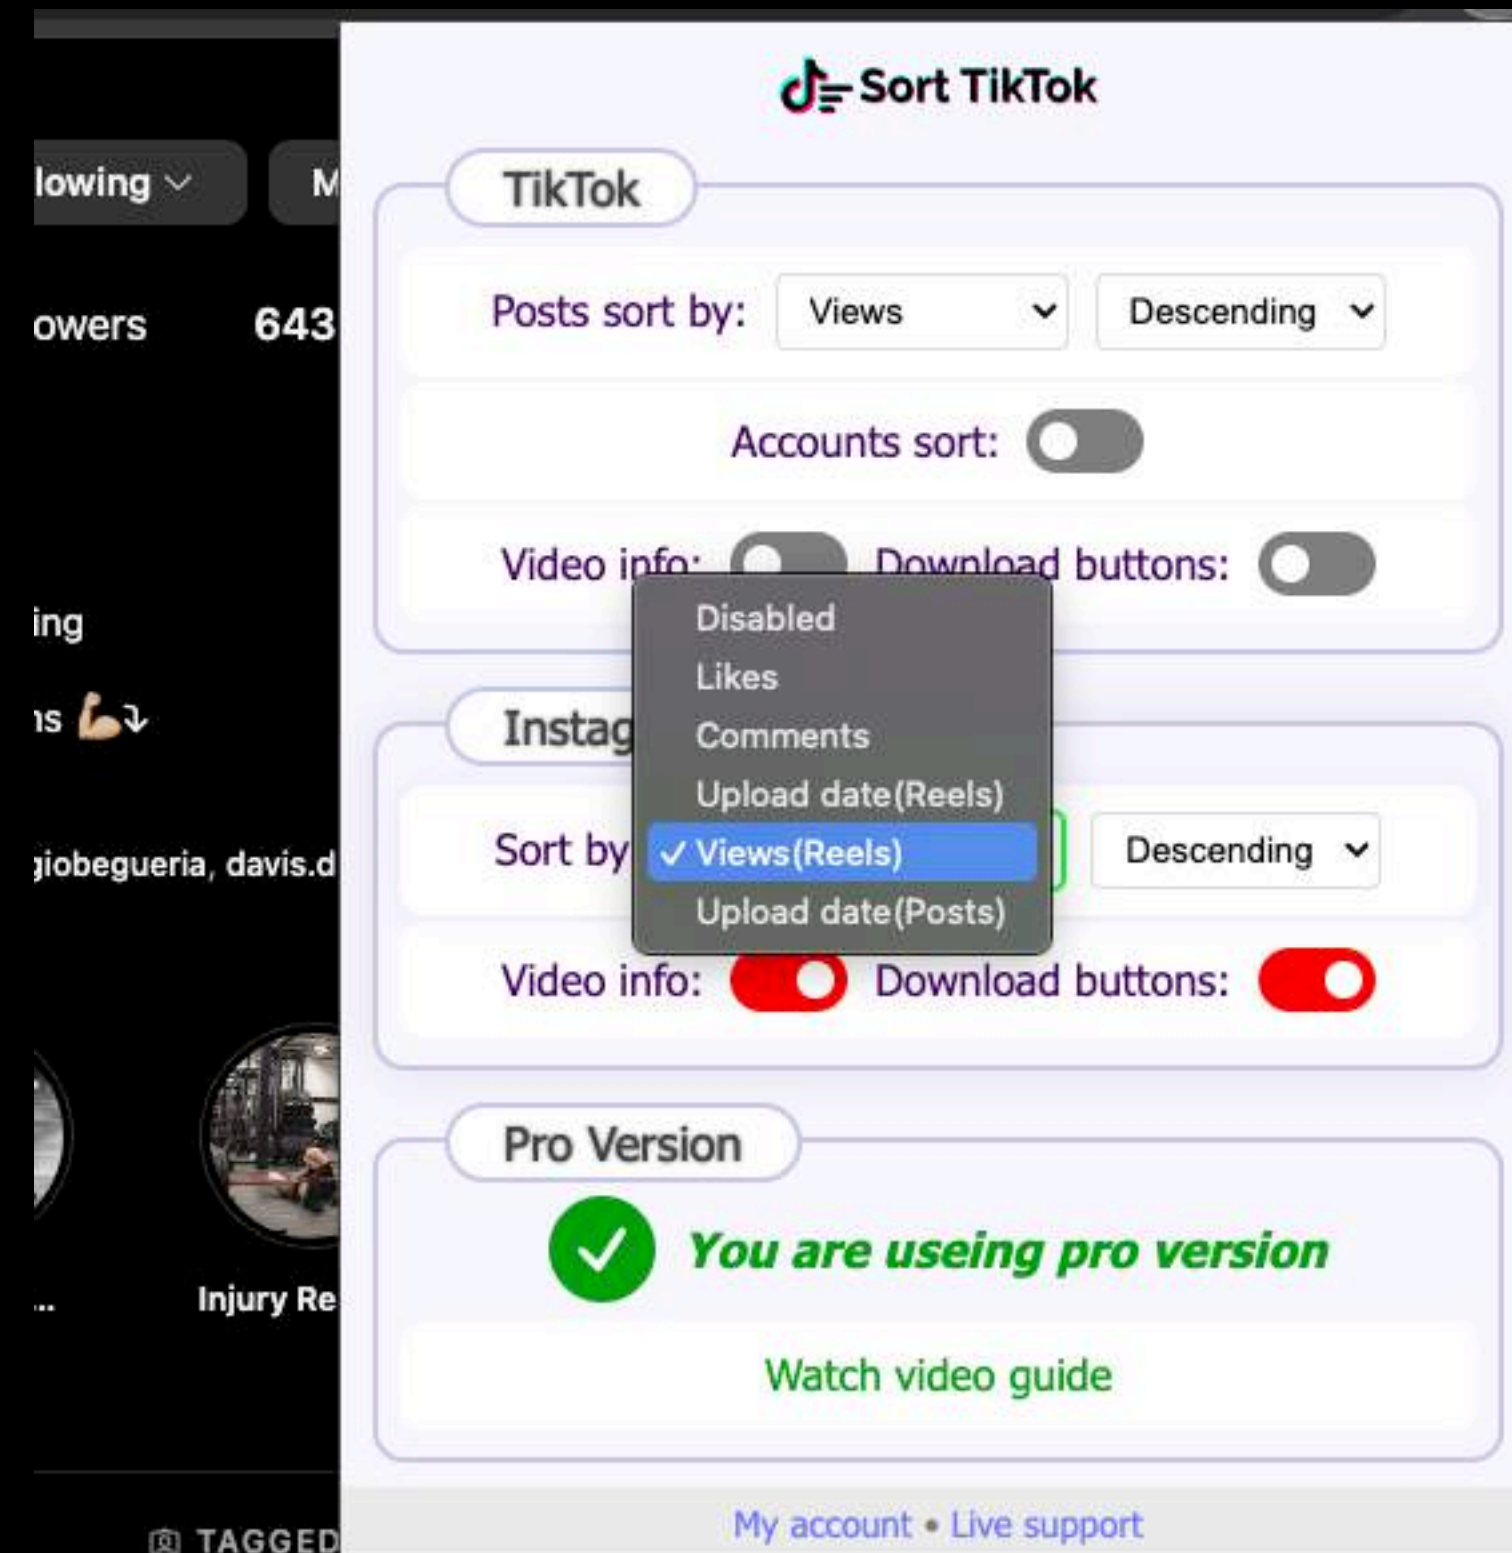 Sort TikTok
lowing
M
TikTok
Posts sort by: Views Descending
owers 643
Accounts sort:
Video info: Download buttons:
Disabled
ing
Likes
ns
Instag
Comments
Upload date(Reels)
Sort by
✓ Views(Reels)
Descending
giobegueria, davis.d
Upload date(Posts)
Video info: Download buttons:
Pro Version
You are useing pro version
...
Injury Re
Watch video guide
My account • Live support
TAGGED